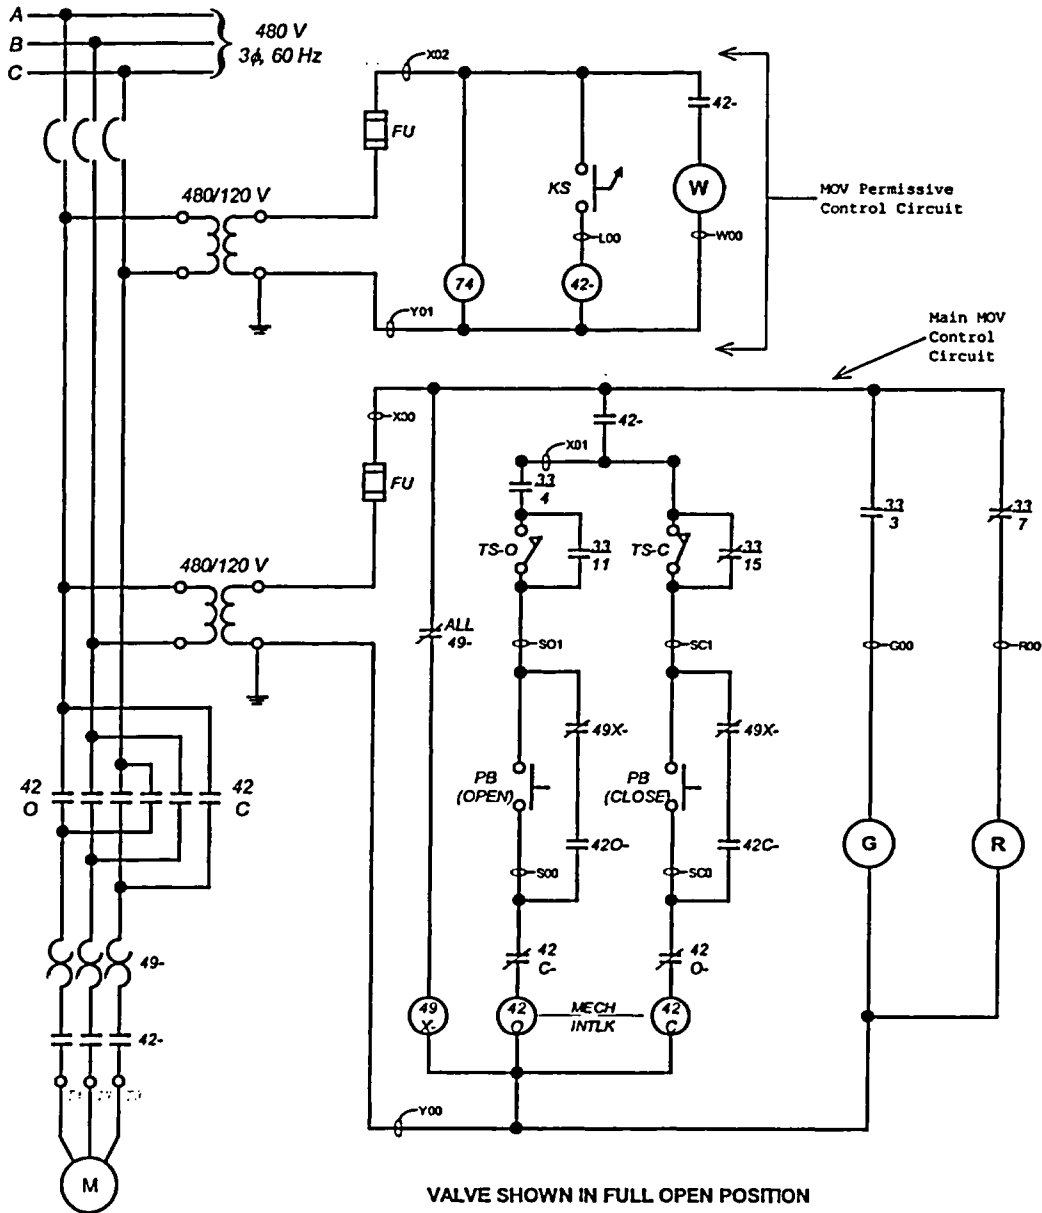 A
B
C
480 V
3ϕ, 60 Hz
X02
FU
480/120 V
KS
42-
W
L00
W00
74
42-
Y01
MOV Permissive
Control Circuit
Main MOV
Control
Circuit
X00
42-
X01
FU
33
4
33
3
33
7
TS-O
33
11
TS-C
33
15
480/120 V
ALL
49-
SO1
SC1
G00
R00
49X-
49X-
42
O
42
C
PB
(OPEN)
PB
(CLOSE)
42O-
42C-
G
R
S00
SC0
49-
42
C-
42
O-
49
X-
42
O
MECH
INTLK
42
C
42-
Y00
M
VALVE SHOWN IN FULL OPEN POSITION